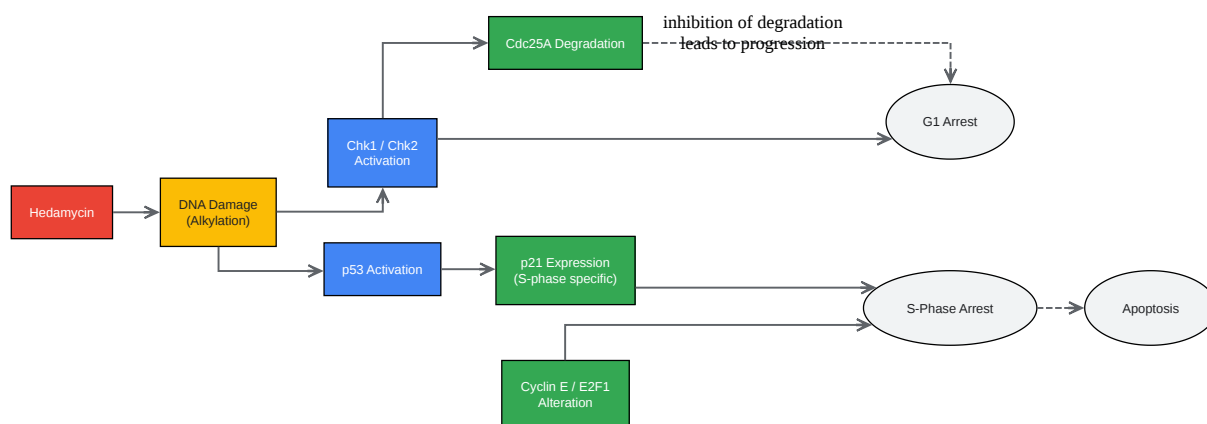 inhibition of degradation
leads to progression
Cdc25A Degradation
G1 Arrest
Chk1 / Chk2
Activation
Hedamycin
DNA Damage
(Alkylation)
p53 Activation
p21 Expression
(S-phase specific)
S-Phase Arrest
Apoptosis
Cyclin E / E2F1
Alteration